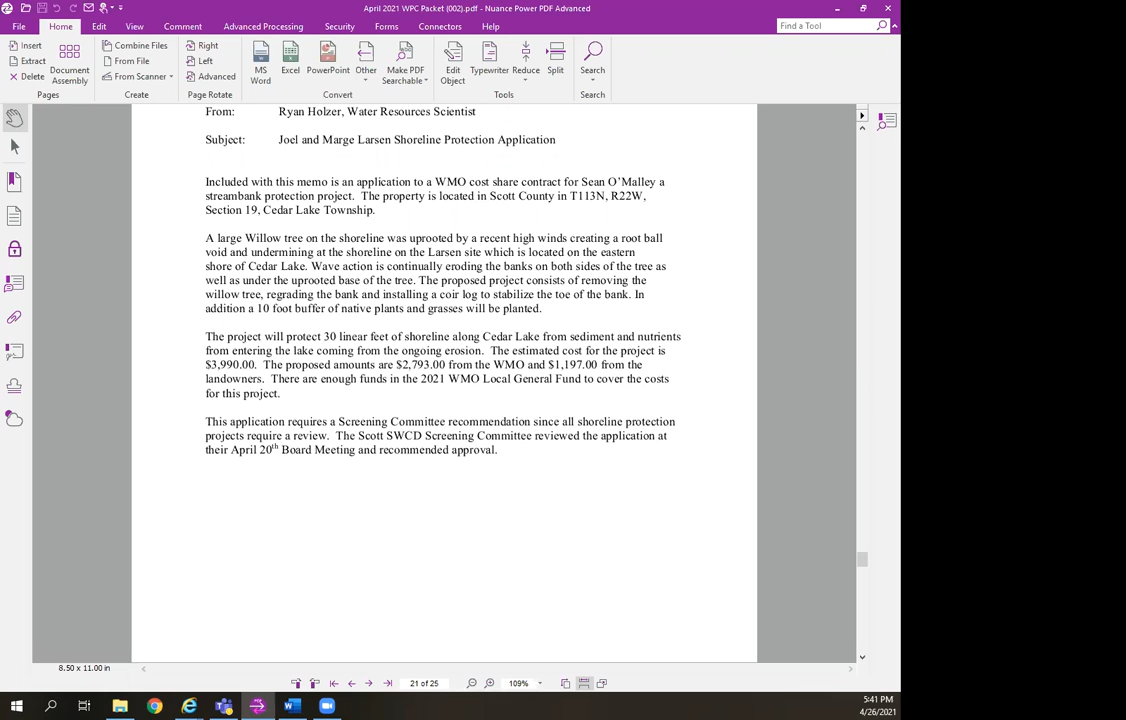 April 2021 WPC Packet (002).pdf - Nuance Power PDF Advanced
File Home Edit View Comment Advanced Processing Security Forms Connectors Help Find a Tool
Insert Combine Files Right
Extract From File Left
Delete Document Assembly From Scanner Advanced MS Word Excel PowerPoint Other Make PDF Searchable Edit Object Typewriter Reduce Split Search
Pages Create Page Rotate Convert Tools Search
From: Ryan Holzer, Water Resources Scientist
Subject: Joel and Marge Larsen Shoreline Protection Application
Included with this memo is an application to a WMO cost share contract for Sean O’Malley a
streambank protection project. The property is located in Scott County in T113N, R22W,
Section 19, Cedar Lake Township.
A large Willow tree on the shoreline was uprooted by a recent high winds creating a root ball
void and undermining at the shoreline on the Larsen site which is located on the eastern
shore of Cedar Lake. Wave action is continually eroding the banks on both sides of the tree as
well as under the uprooted base of the tree. The proposed project consists of removing the
willow tree, regrading the bank and installing a coir log to stabilize the toe of the bank. In
addition a 10 foot buffer of native plants and grasses will be planted.
The project will protect 30 linear feet of shoreline along Cedar Lake from sediment and nutrients
from entering the lake coming from the ongoing erosion. The estimated cost for the project is
$3,990.00. The proposed amounts are $2,793.00 from the WMO and $1,197.00 from the
landowners. There are enough funds in the 2021 WMO Local General Fund to cover the costs
for this project.
This application requires a Screening Committee recommendation since all shoreline protection
projects require a review. The Scott SWCD Screening Committee reviewed the application at
their April 20th Board Meeting and recommended approval.
8.50 x 11.00 in
21 of 25 109%
5:41 PM
4/26/2021